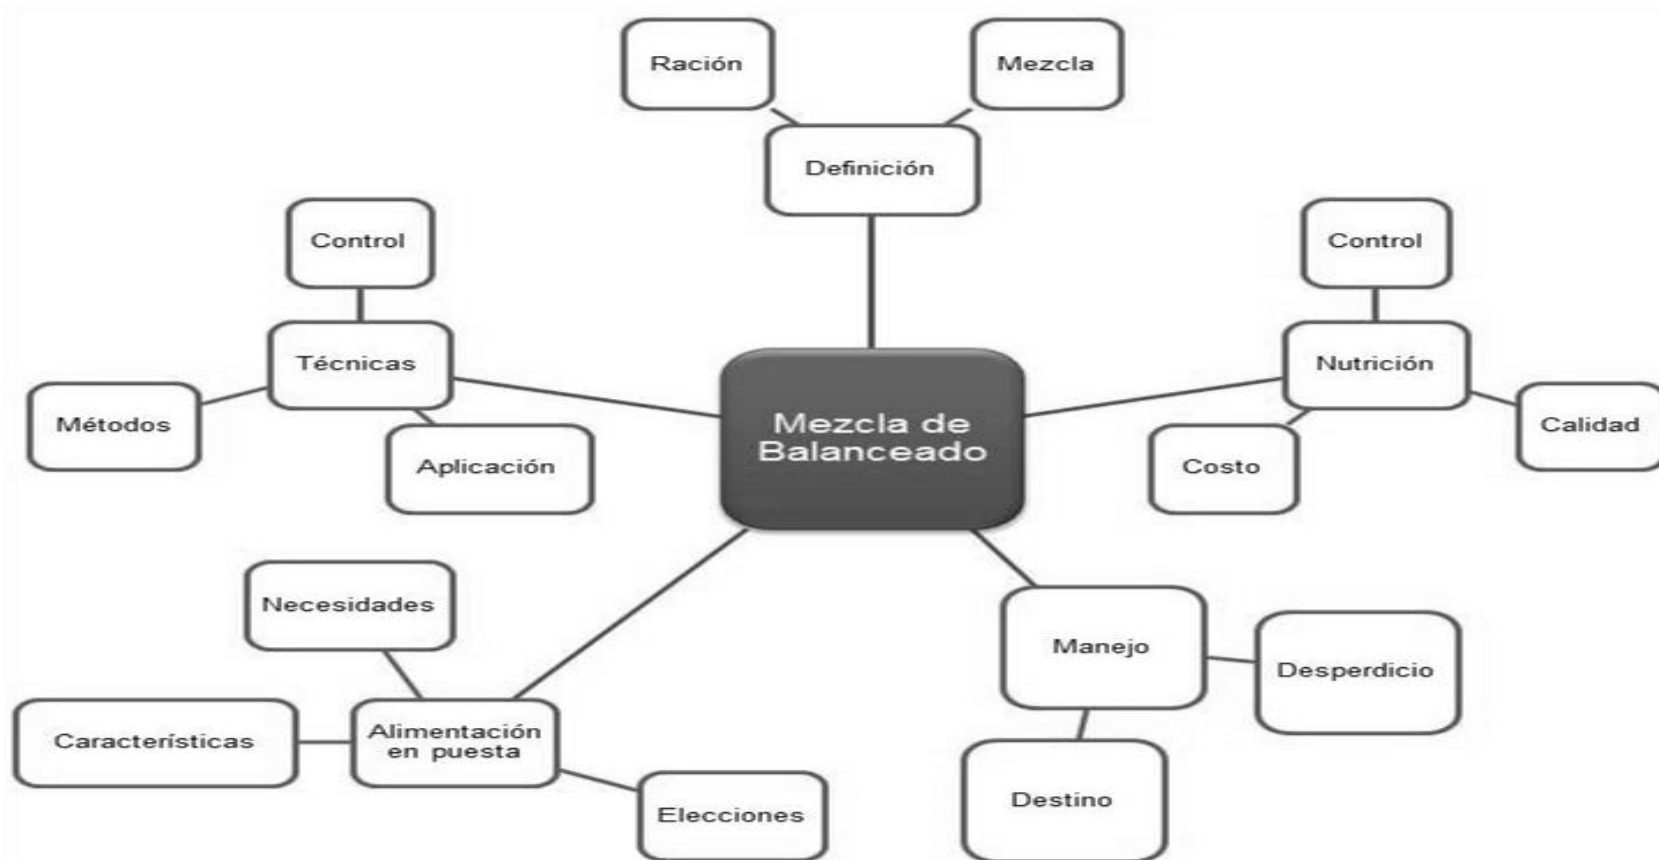 Ración
Mezcla
Definición
Control
Control
Técnicas
Nutrición
Métodos
Aplicación
Mezcla de
Balanceado
Costo
Calidad
Necesidades
Manejo
Desperdicio
Características
Alimentación
en puesta
Elecciones
Destino